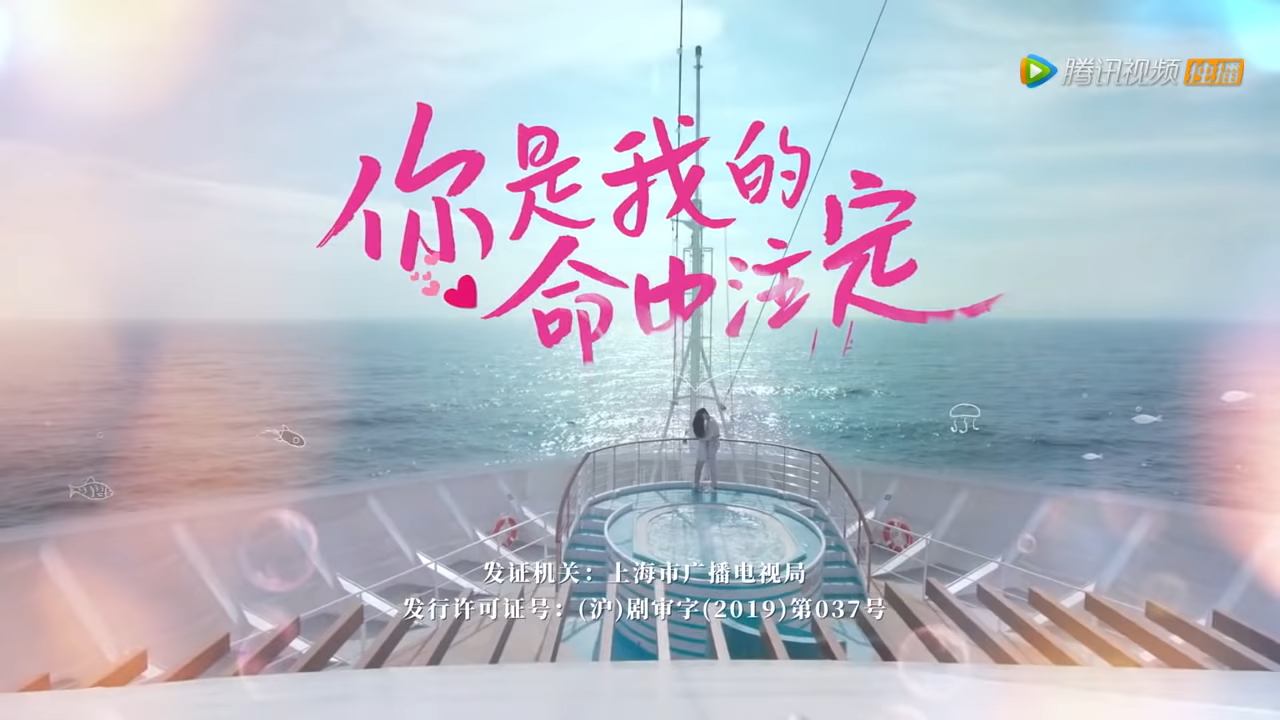 腾讯视频 独播
你是我的
命中注定
发证机关：上海市广播电视局
发行许可证号：(沪)剧审字(2019)第037号